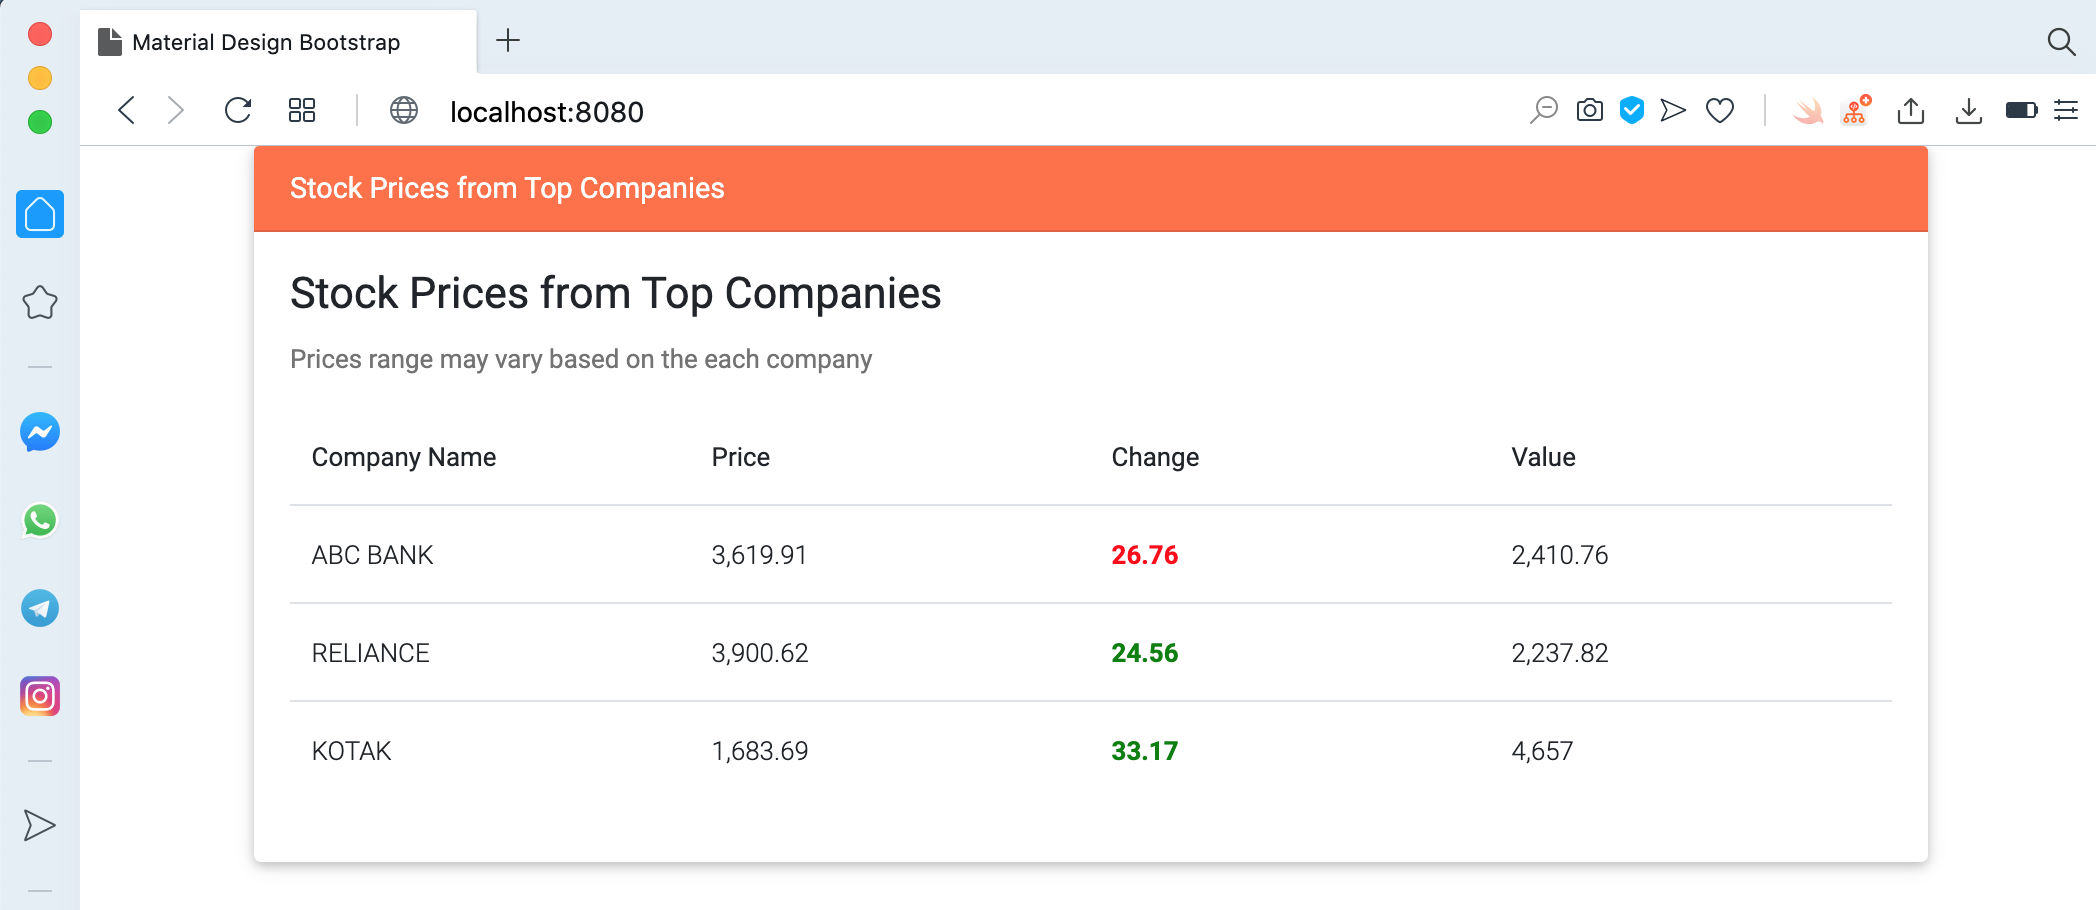 Material Design Bootstrap
localhost:8080
Stock Prices from Top Companies
Stock Prices from Top Companies
Prices range may vary based on the each company
Company Name Price Change Value
ABC BANK 3,619.91 26.76 2,410.76
RELIANCE 3,900.62 24.56 2,237.82
KOTAK 1,683.69 33.17 4,657